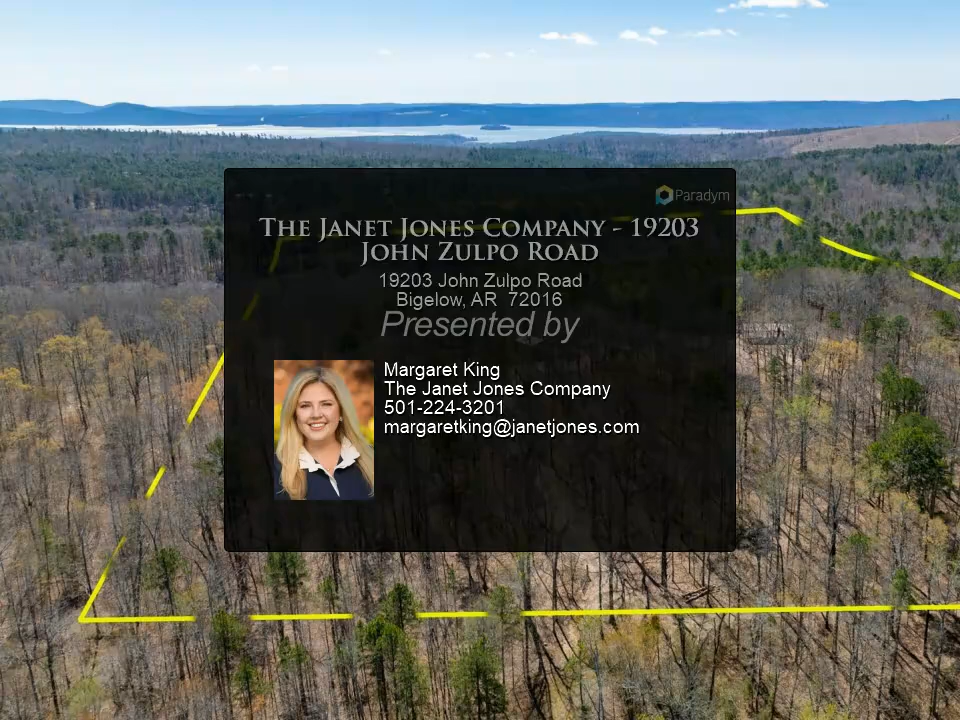 Paradym
The Janet Jones Company - 19203
John Zulpo Road
19203 John Zulpo Road
Bigelow, AR 72016
Presented by
Margaret King
The Janet Jones Company
501-224-3201
margaretking@janetjones.com